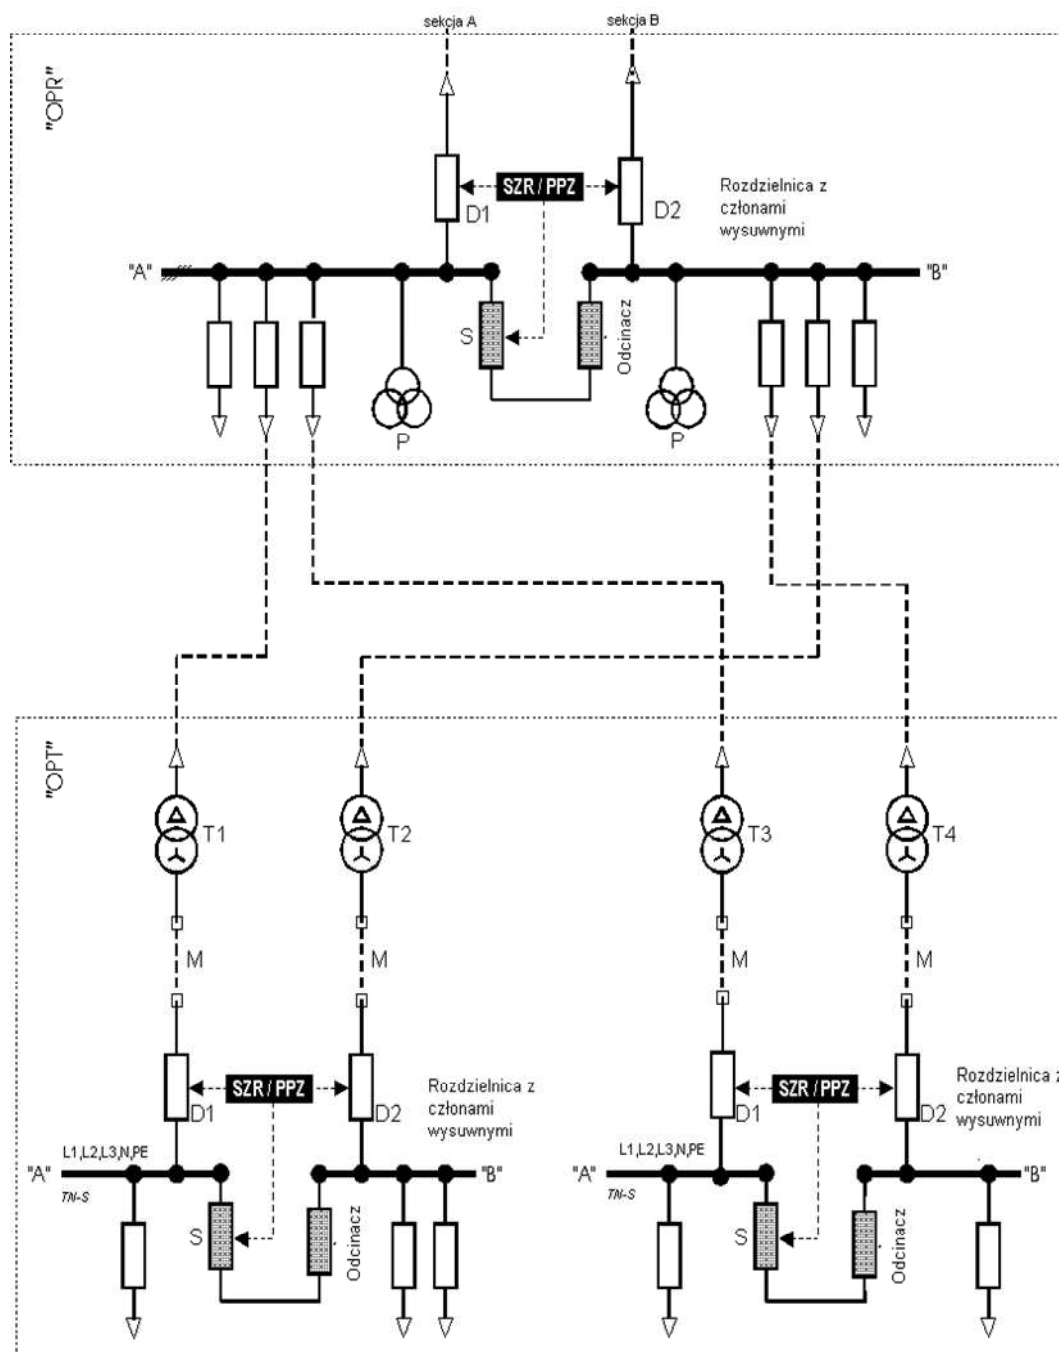 sekcja A
sekcja B
"OPR"
SZR / PPZ
D1
D2
Rozdzielnica z
członami
wysuwnymi
"A"
"B"
S
Odcinacz
P
P
"OPT"
T1
T2
T3
T4
M
M
M
M
SZR / PPZ
D1
D2
Rozdzielnica z
członami
wysuwnymi
SZR / PPZ
D1
D2
Rozdzielnica z
członami
wysuwnymi
L1,L2,L3,N,PE
"A"
"B"
TN-S
S
Odcinacz
L1,L2,L3,N,PE
"A"
"B"
TN-S
S
Odcinacz